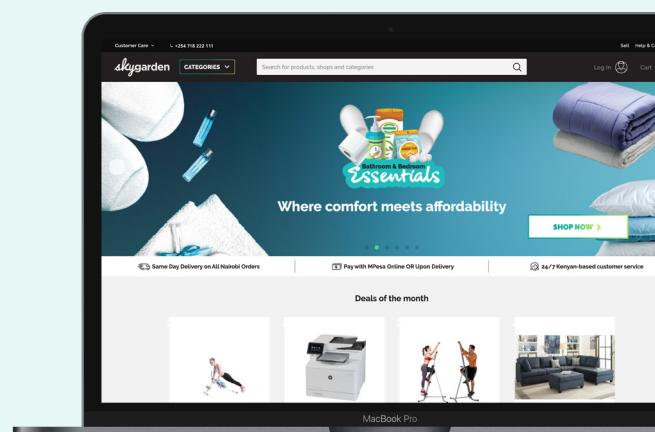 Customer Care
+254 718 222 111
Sell
Help & C
skygarden
CATEGORIES
Search for products, shops and categories
Log In
Cart
Bathroom & Bedroom
Essentials
Where comfort meets affordability
SHOP NOW >
Same Day Delivery on All Nairobi Orders
Pay with MPesa Online OR Upon Delivery
24/7 Kenyan-based customer service
Deals of the month
MacBook Pro